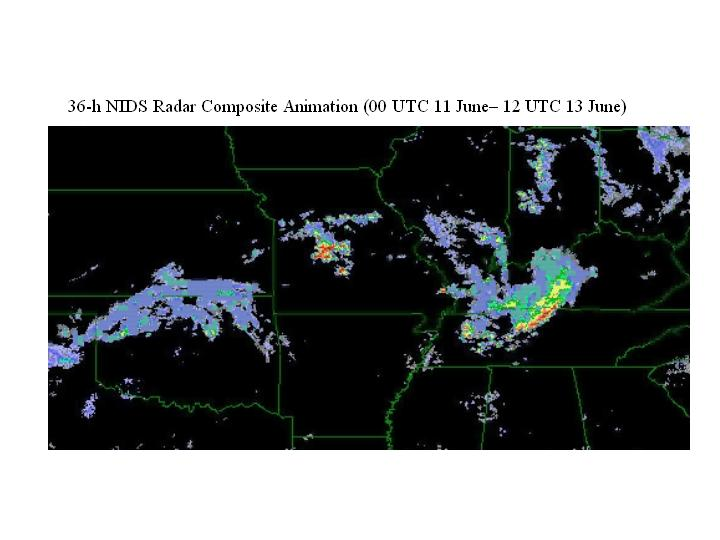 36-h NIDS Radar Composite Animation (00 UTC 11 June– 12 UTC 13 June)